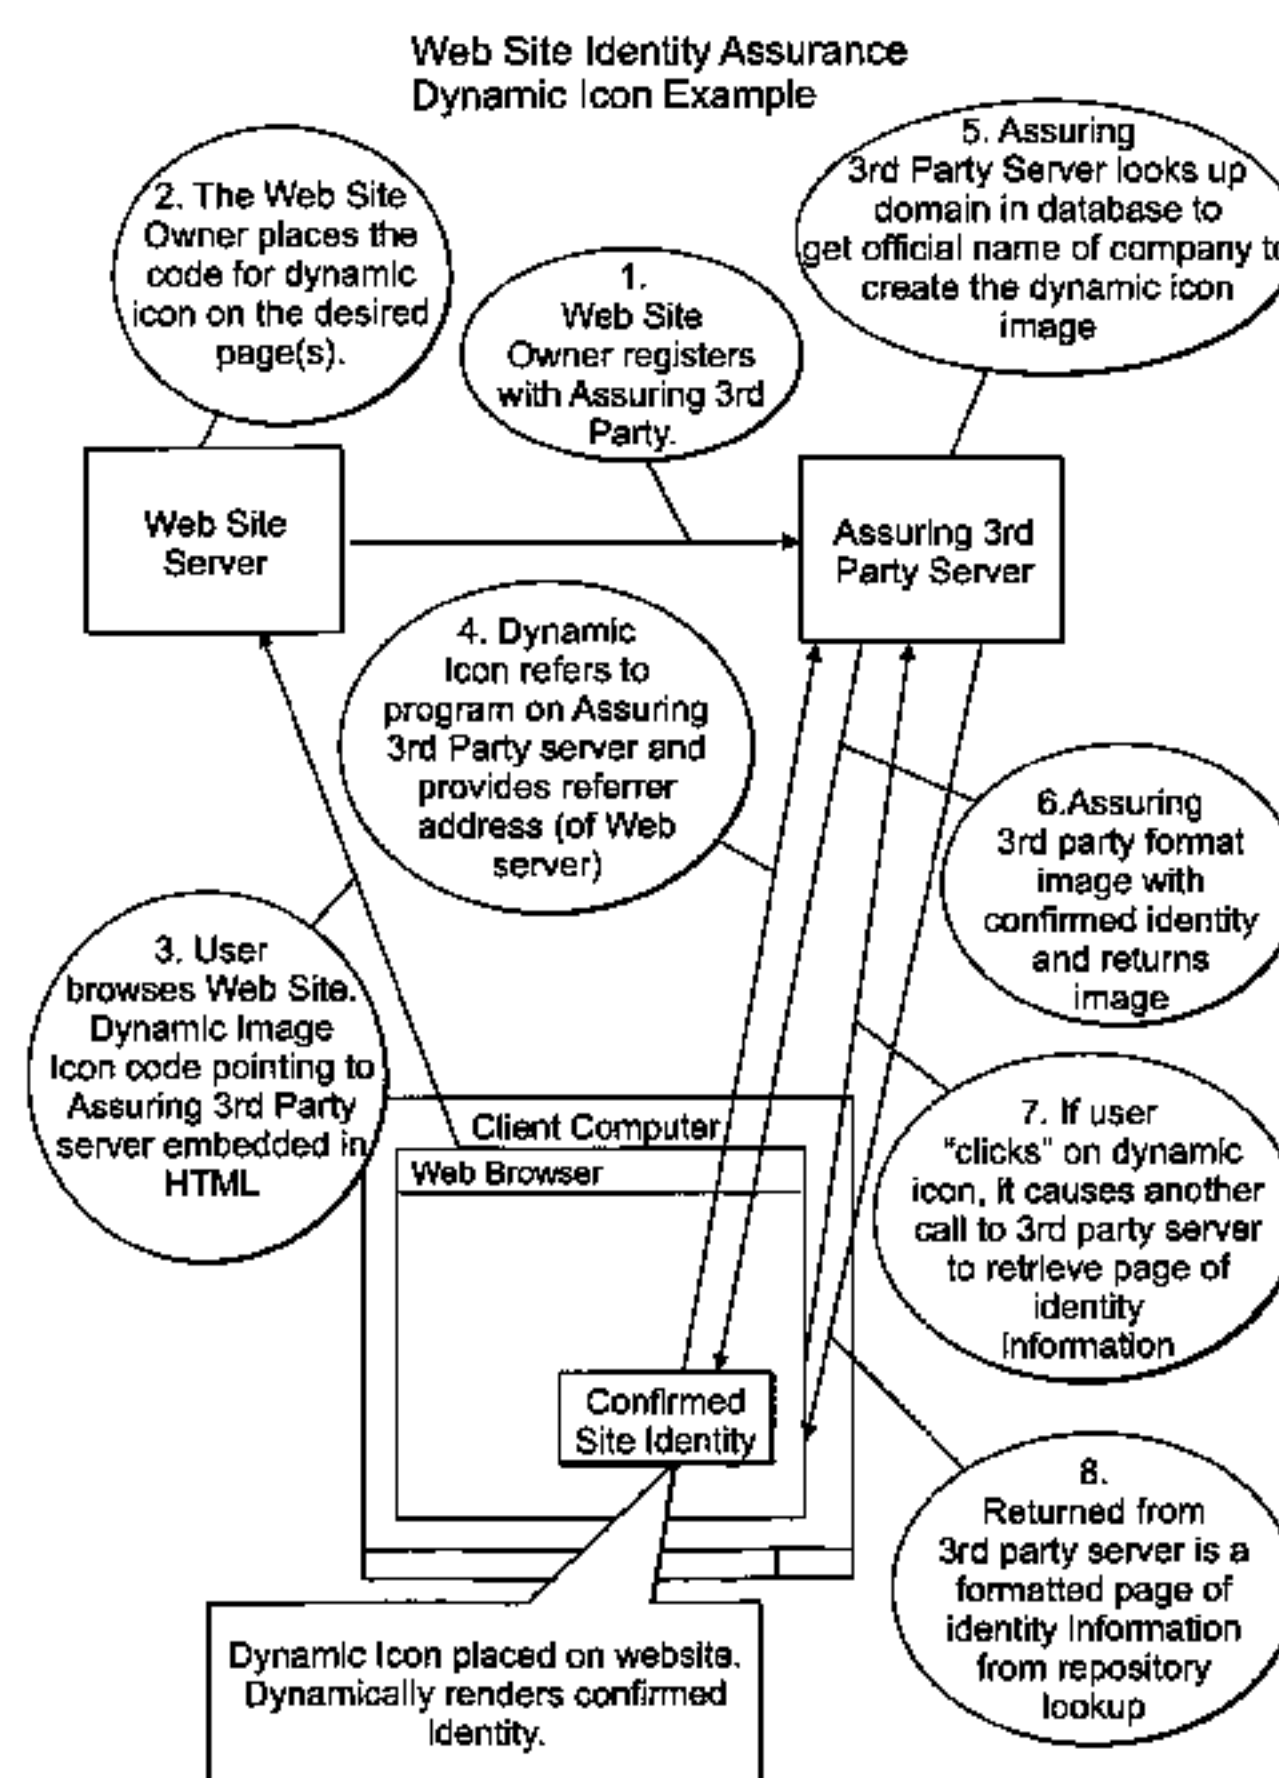 Web Site Identity Assurance
Dynamic Icon Example
2. The Web Site
Owner places the
code for dynamic
icon on the desired
page(s).
1.
Web Site
Owner registers
with Assuring 3rd
Party.
5. Assuring
3rd Party Server looks up
domain in database to
get official name of company to
create the dynamic icon
image
Web Site
Server
Assuring 3rd
Party Server
4. Dynamic
Icon refers to
program on Assuring
3rd Party server and
provides referrer
address (of Web
server)
6.Assuring
3rd party format
image with
confirmed identity
and returns
image
3. User
browses Web Site.
Dynamic Image
Icon code pointing to
Assuring 3rd Party
server embedded in
HTML
7. If user
"clicks" on dynamic
icon, it causes another
call to 3rd party server
to retrieve page of
identity
Information
Client Computer
Web Browser
Confirmed
Site Identity
8.
Returned from
3rd party server is a
formatted page of
identity Information
from repository
lookup
Dynamic Icon placed on website.
Dynamically renders confirmed
Identity.